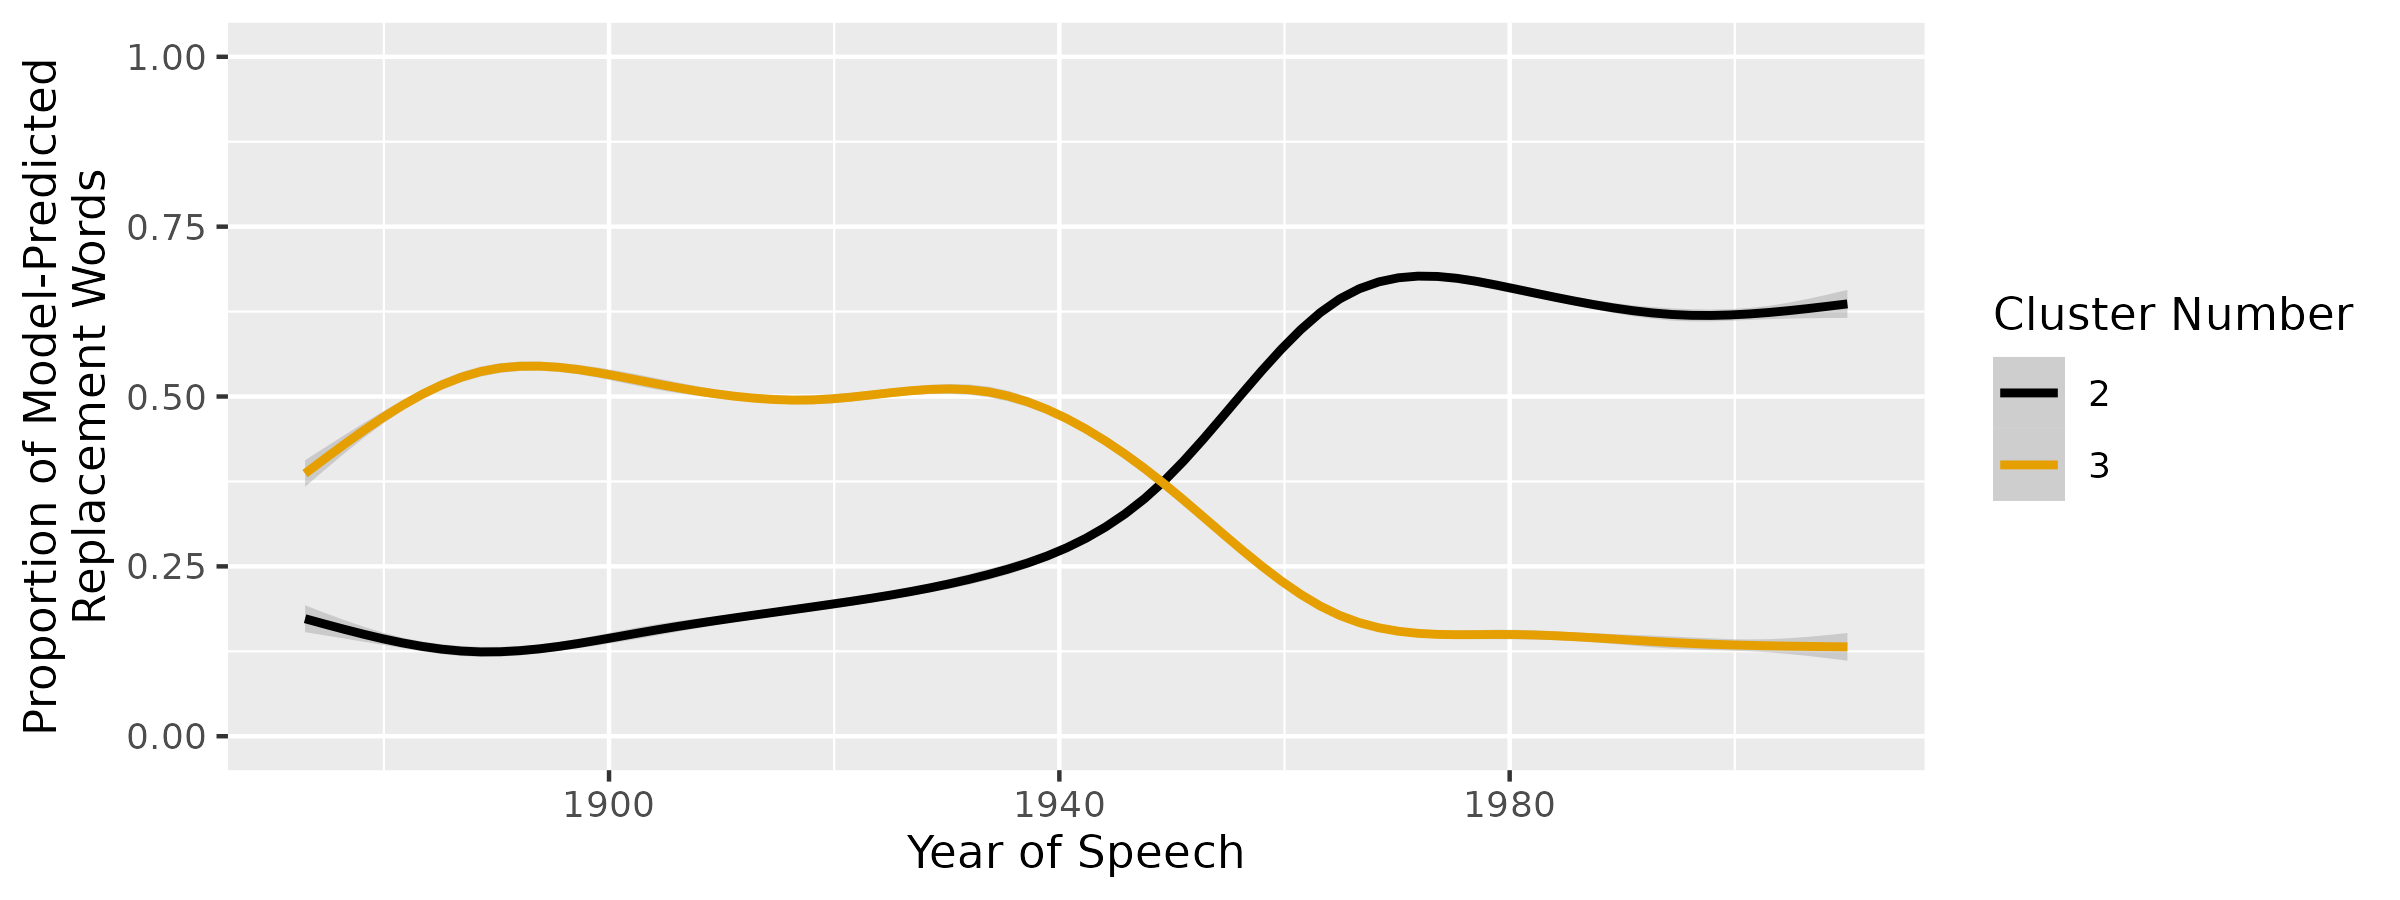 Proportion of Model-Predicted
Replacement Words
1.00
0.75
0.50
0.25
0.00
1900
1940
1980
Year of Speech
Cluster Number
2
3